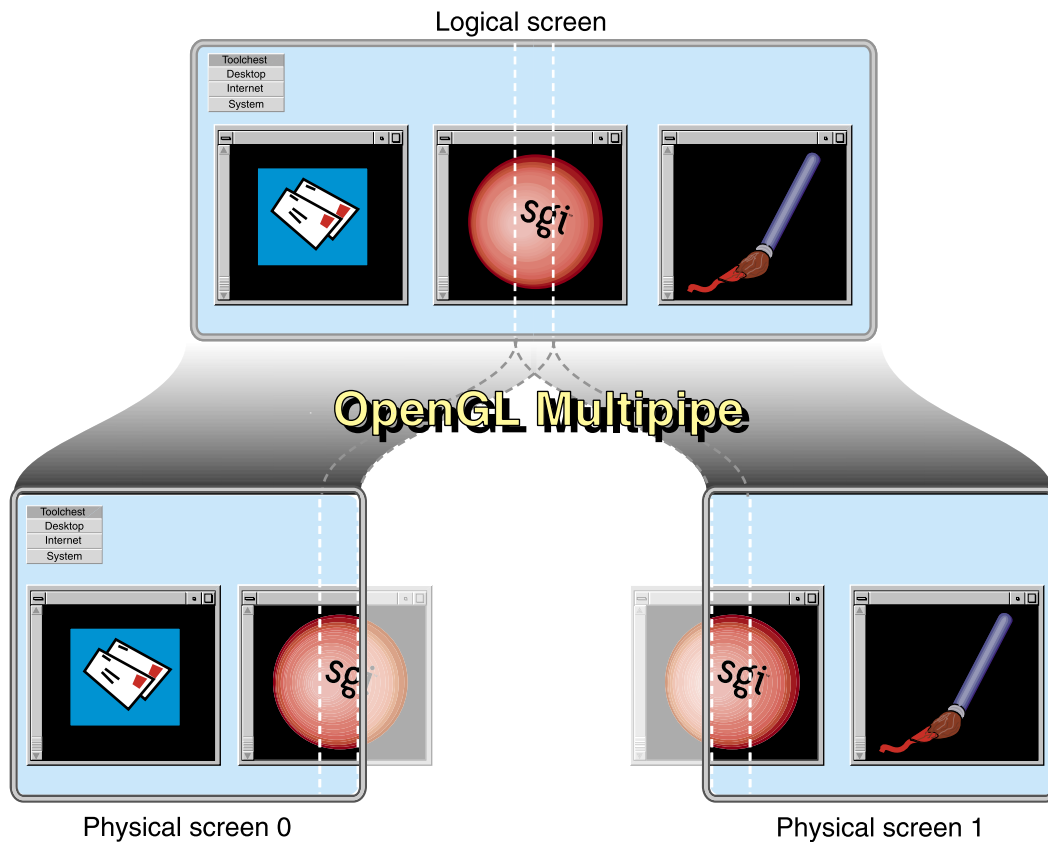 Logical screen
Toolchest
Desktop
Internet
System
sgi
OpenGL Multipipe
Toolchest
Desktop
Internet
System
sgi
sgi
Physical screen 0
Physical screen 1